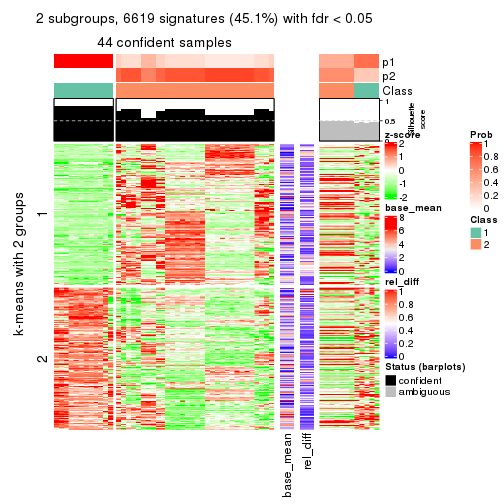 2 subgroups, 6619 signatures (45.1%) with fdr < 0.05
44 confident samples
p1
p2
Class
1
0.5
0
Silhouette
score
k-means with 2 groups
1
2
base_mean
rel_diff
z-score
2
1
0
-1
-2
base_mean
8
6
4
2
0
rel_diff
1
0.8
0.6
0.4
0.2
0
Status (barplots)
confident
ambiguous
Prob
1
0.8
0.6
0.4
0.2
0
Class
1
2